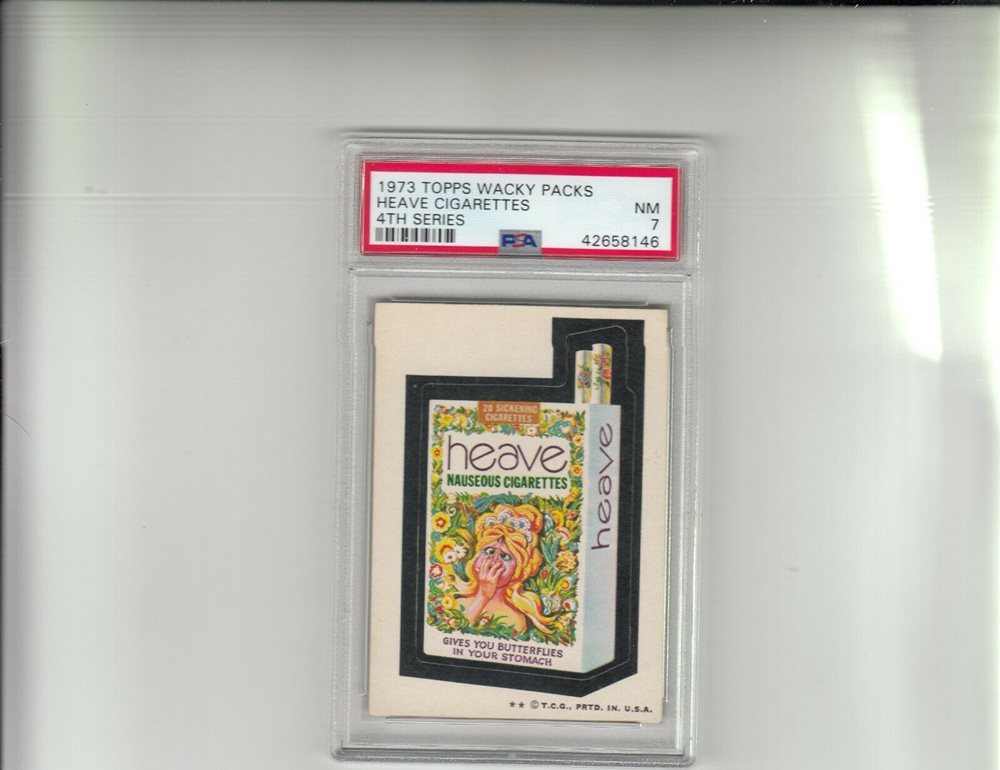 1973 TOPPS WACKY PACKS
HEAVE CIGARETTES
4TH SERIES
NM
7
PSA
42658146
20 SICKENING
CIGARETTES
heave
NAUSEOUS CIGARETTES
GIVES YOU BUTTERFLIES
IN YOUR STOMACH
heave
** © T.C.G., PRTD. IN. U.S.A.